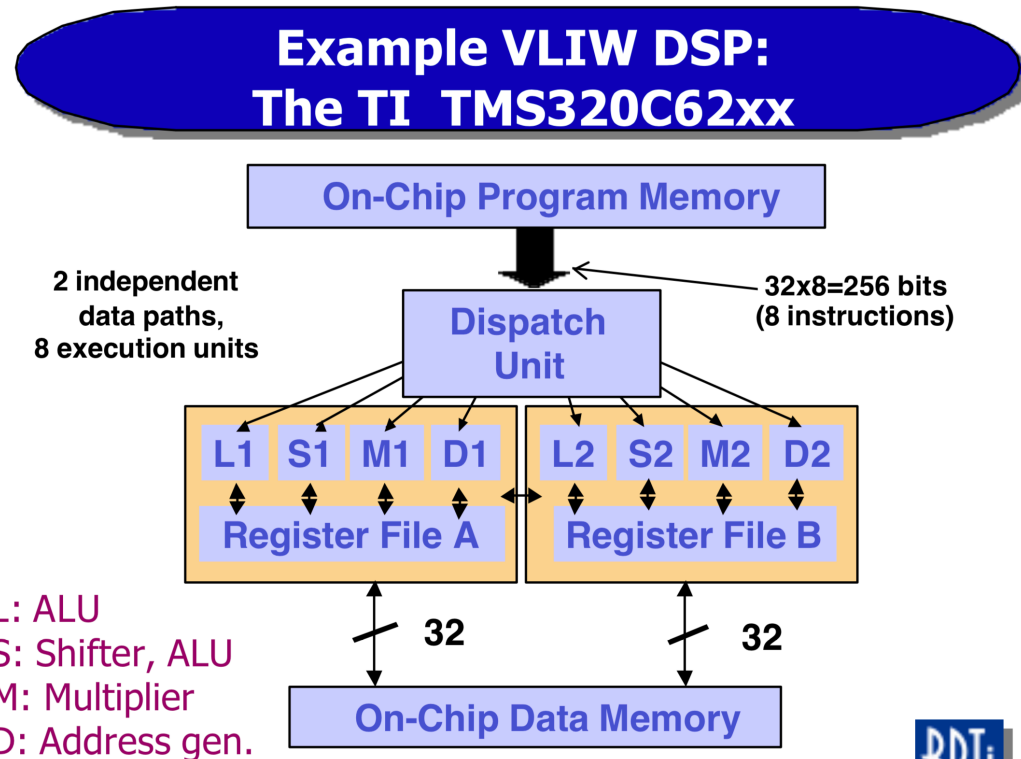 Example VLIW DSP:
The TI TMS320C62xx
On-Chip Program Memory
2 independent
data paths,
8 execution units
32x8=256 bits
(8 instructions)
Dispatch
Unit
L1 S1 M1 D1 L2 S2 M2 D2
Register File A Register File B
L: ALU
S: Shifter, ALU
M: Multiplier
D: Address gen.
32 32
On-Chip Data Memory